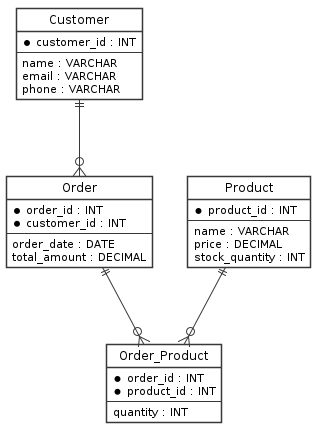 Customer
● customer_id : INT
name : VARCHAR
email : VARCHAR
phone : VARCHAR
Order
● order_id : INT
● customer_id : INT
order_date : DATE
total_amount : DECIMAL
Product
● product_id : INT
name : VARCHAR
price : DECIMAL
stock_quantity : INT
Order_Product
● order_id : INT
● product_id : INT
quantity : INT